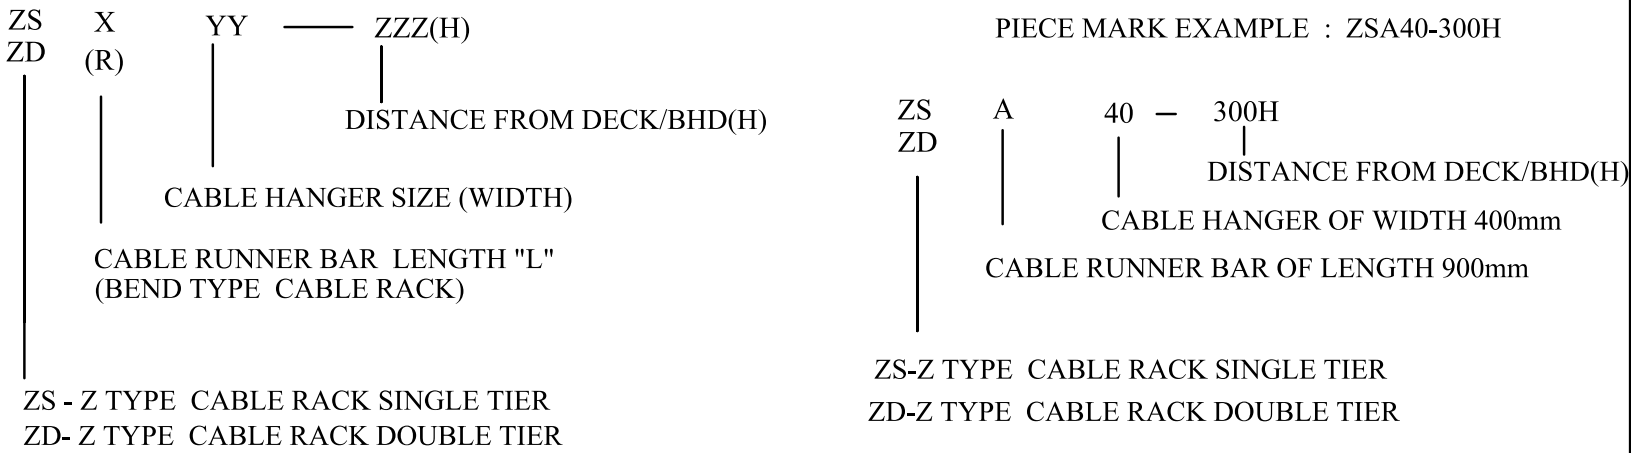 ZS X YY — ZZZ(H)
ZD (R)
DISTANCE FROM DECK/BHD(H)
CABLE HANGER SIZE (WIDTH)
CABLE RUNNER BAR LENGTH "L"
(BEND TYPE CABLE RACK)
ZS - Z TYPE CABLE RACK SINGLE TIER
ZD- Z TYPE CABLE RACK DOUBLE TIER
PIECE MARK EXAMPLE : ZSA40-300H
ZS A 40 — 300H
ZD
DISTANCE FROM DECK/BHD(H)
CABLE HANGER OF WIDTH 400mm
CABLE RUNNER BAR OF LENGTH 900mm
ZS-Z TYPE CABLE RACK SINGLE TIER
ZD-Z TYPE CABLE RACK DOUBLE TIER